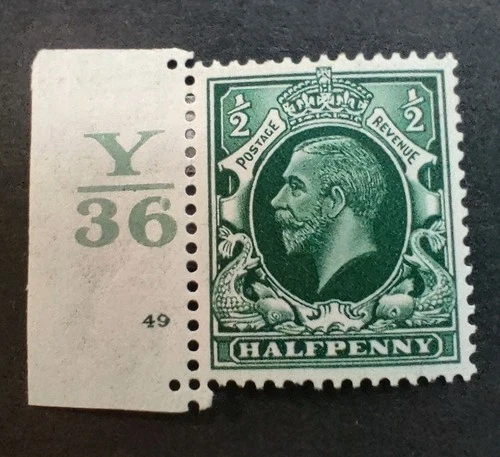 Y
36
49
½ ½
POSTAGE REVENUE
HALFPENNY